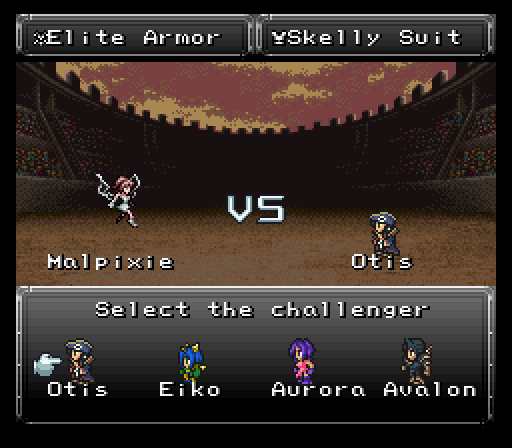 Elite Armor
Skelly Suit
VS
Malpixie
Otis
Select the challenger
Otis
Eiko
Aurora
Avalon